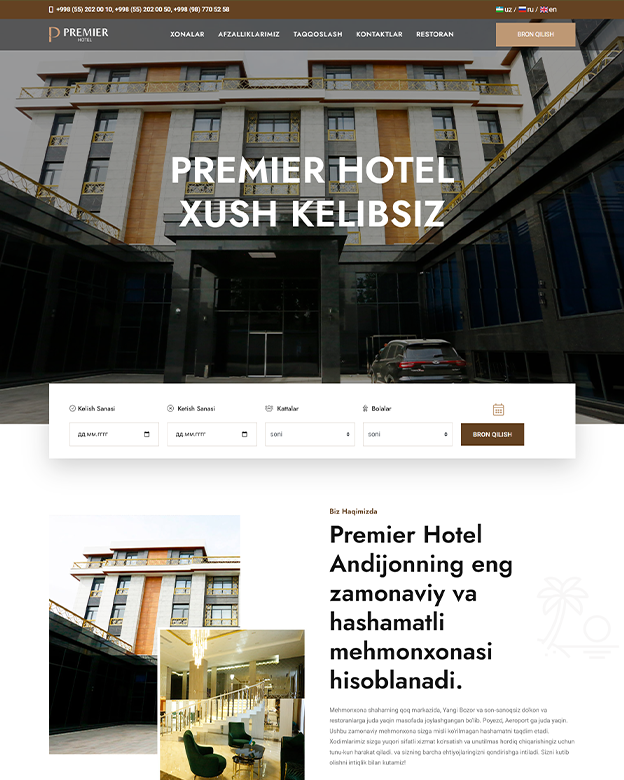 +998 (55) 202 00 10, +998 (55) 202 00 50, +998 (98) 770 52 58
uz / ru / en
PREMIER
HOTEL
XONALAR AFZALLIKLARIMIZ TAQQOSLASH KONTAKTLAR RESTORAN
BRON QILISH
PREMIER HOTEL
XUSH KELIBSIZ
Kelish Sanasi Ketish Sanasi Kattalar Bolalar
дд.мм.гггг дд.мм.гггг soni soni BRON QILISH
Biz Haqimizda
Premier Hotel
Andijonning eng
zamonaviy va
hashamatli
mehmonxonasi
hisoblanadi.
Mehmonxona shaharning qoq markazida, Yangi Bozor va son-sanoqsiz do'kon va
restoranlarga juda yaqin masofada joylashgangan bo'lib. Poyezd, Aeroport ga juda yaqin.
Ushbu zamonaviy mehmonxona sizga misli ko'rilmagan hashamatni taqdim etadi.
Xodimlarimiz sizga yuqori sifatli xizmat ko'rsatish va unutilmas hordiq chiqarishingiz uchun
tunu-kun harakat qiladi. va sizning barcha ehtiyojlaringizni qondirishga intiladi. Sizni kutib
olishni intiqlik bilan kutamiz!